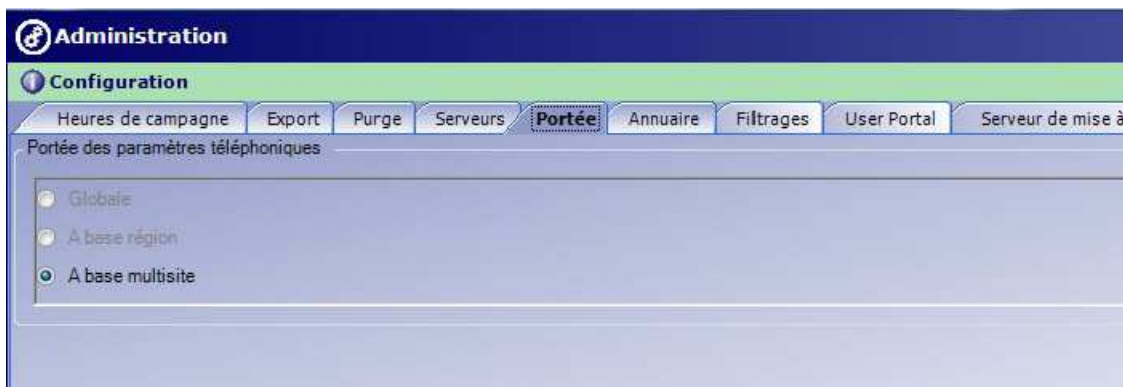 Administration
Configuration
Heures de campagne Export Purge Serveurs Portée Annuaire Filtrages User Portal Serveur de mise à
Portée des paramètres téléphoniques
Globale
A base région
A base multisite